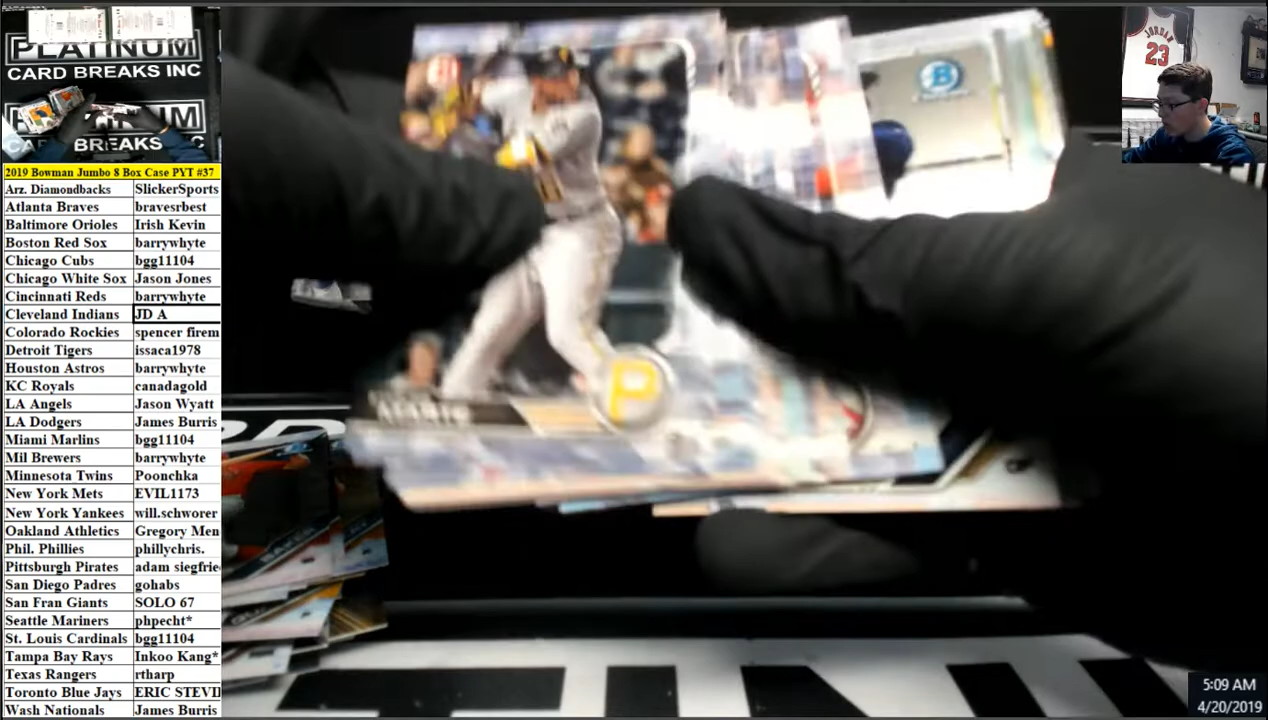 PLATINUM
CARD BREAKS INC
CARD BREAKS INC
JORDAN
23
2019 Bowman Jumbo 8 Box Case PYT #37
Arz. Diamondbacks SlickerSports
Atlanta Braves bravesrbest
Baltimore Orioles Irish Kevin
Boston Red Sox barrywhyte
Chicago Cubs bgg11104
Chicago White Sox Jason Jones
Cincinnati Reds barrywhyte
Cleveland Indians JD A
Colorado Rockies spencer firem
Detroit Tigers issaca1978
Houston Astros barrywhyte
KC Royals canadagold
LA Angels Jason Wyatt
LA Dodgers James Burris
Miami Marlins bgg11104
Mil Brewers barrywhyte
Minnesota Twins Poonchka
New York Mets EVIL1173
New York Yankees will.schworer
Oakland Athletics Gregory Men
Phil. Phillies phillychris.
Pittsburgh Pirates adam siegfrie
San Diego Padres gohabs
San Fran Giants SOLO 67
Seattle Mariners phpecht*
St. Louis Cardinals bgg11104
Tampa Bay Rays Inkoo Kang*
Texas Rangers rtharp
Toronto Blue Jays ERIC STEVI
Wash Nationals James Burris
B
P
5:09 AM
4/20/2019